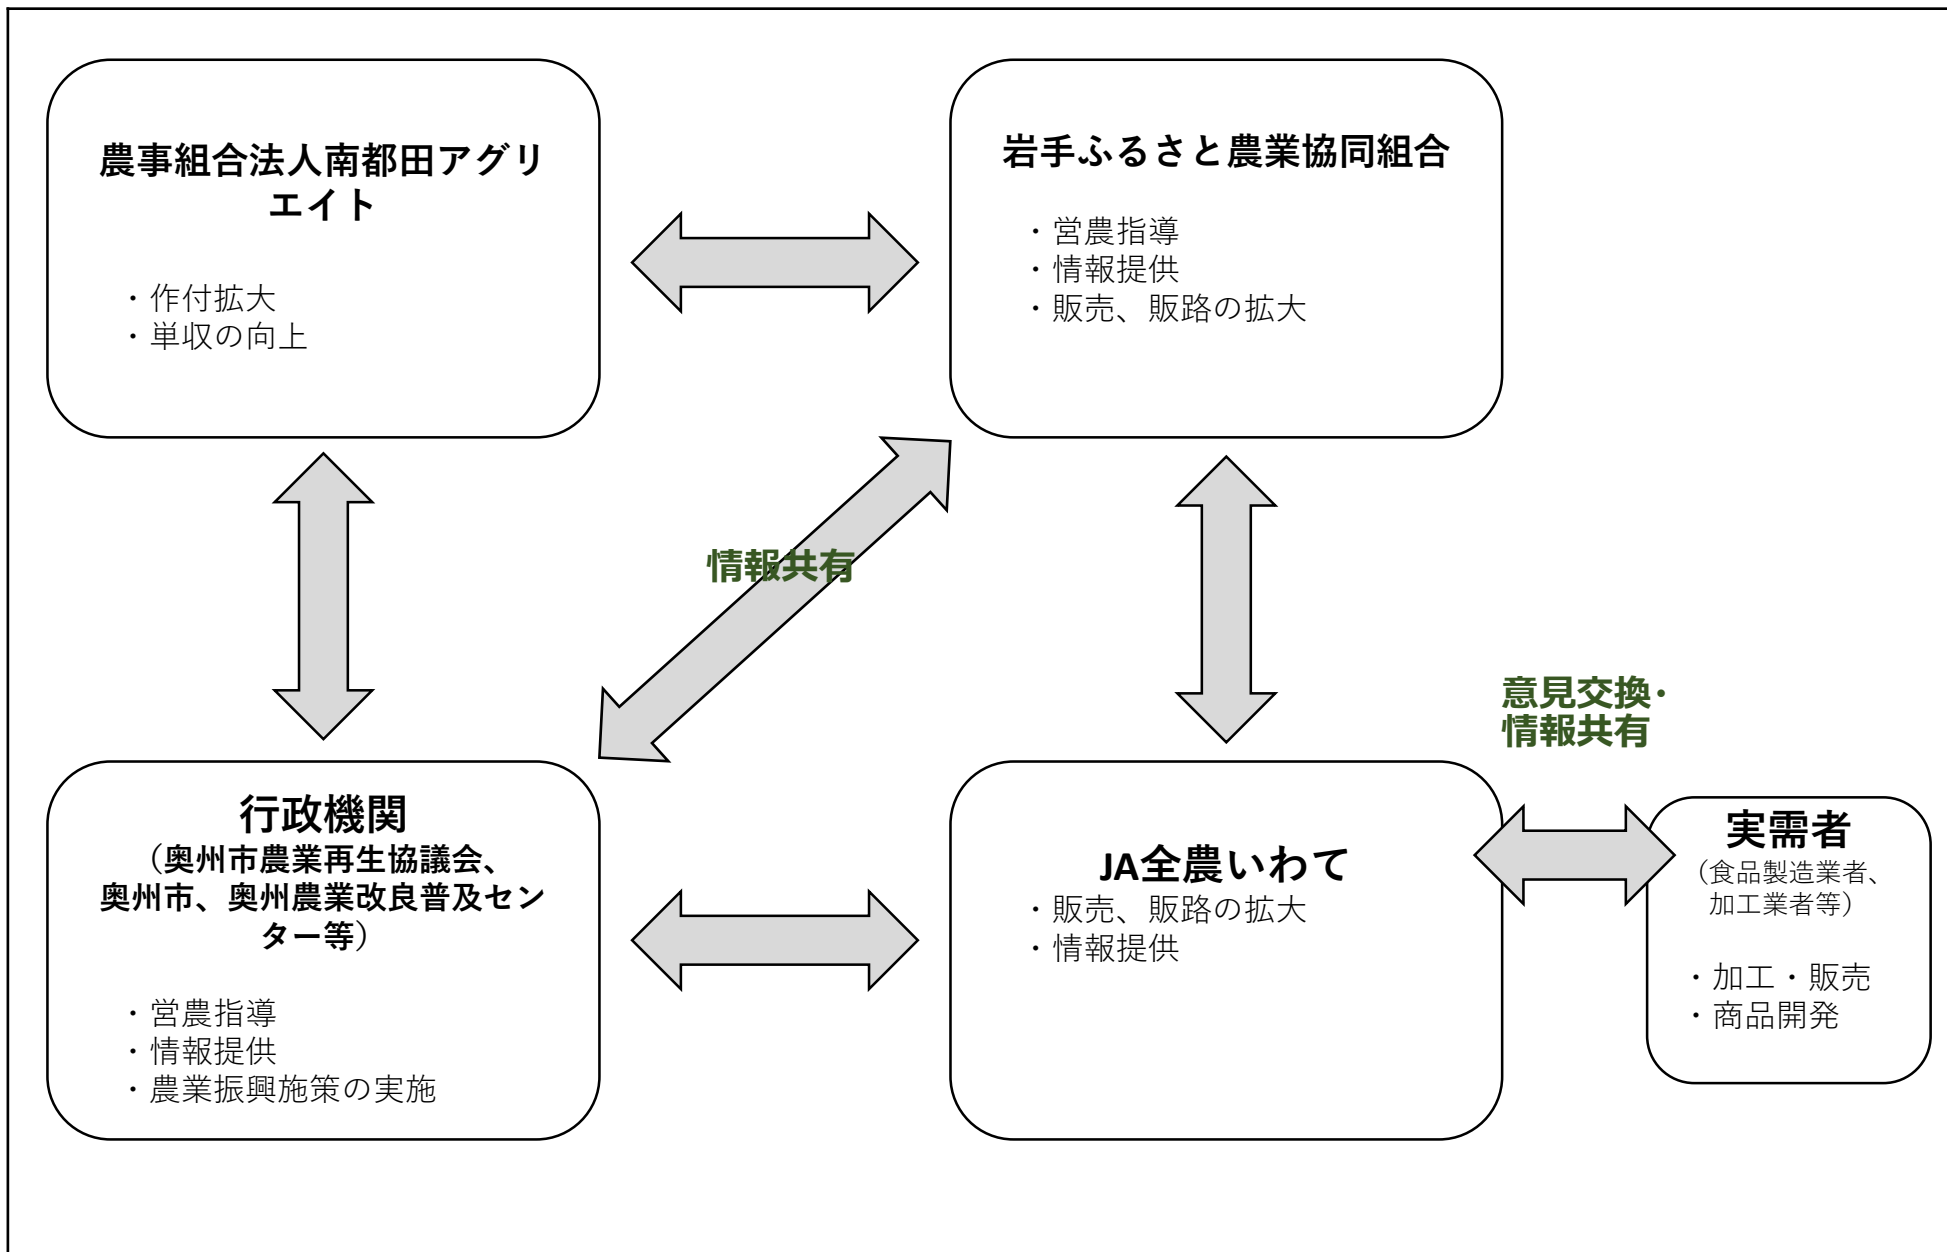 農事組合法人南都田アグリ
エイト
・作付拡大
・単収の向上
岩手ふるさと農業協同組合
・営農指導
・情報提供
・販売、販路の拡大
情報共有
意見交換・
情報共有
行政機関
（奥州市農業再生協議会、
奥州市、奥州農業改良普及セン
ター等）
・営農指導
・情報提供
・農業振興施策の実施
JA全農いわて
・販売、販路の拡大
・情報提供
実需者
（食品製造業者、
加工業者等）
・加工・販売
・商品開発